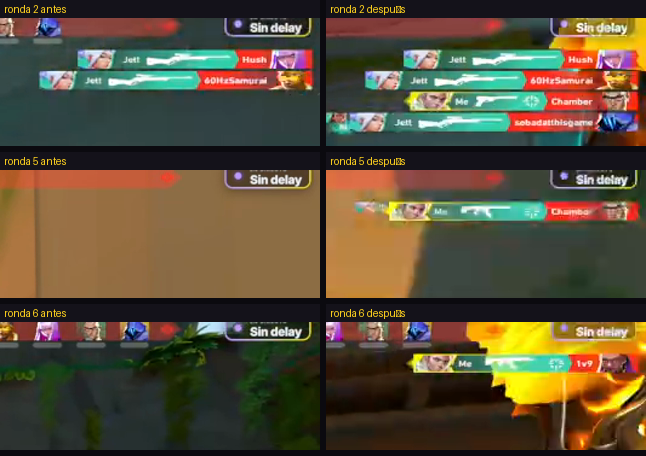 ronda 2 antes
Sin delay
Jett Hush
Jett 60HzSamurai
ronda 2 despu
Sin delay
Jett Hush
Jett 60HzSamurai
Me Chamber
Jett sobadatthisgame
ronda 5 antes
Sin delay
ronda 5 despu
Sin delay
Me Chambe
ronda 6 antes
Sin delay
ronda 6 despu
Sin delay
Me 1v9